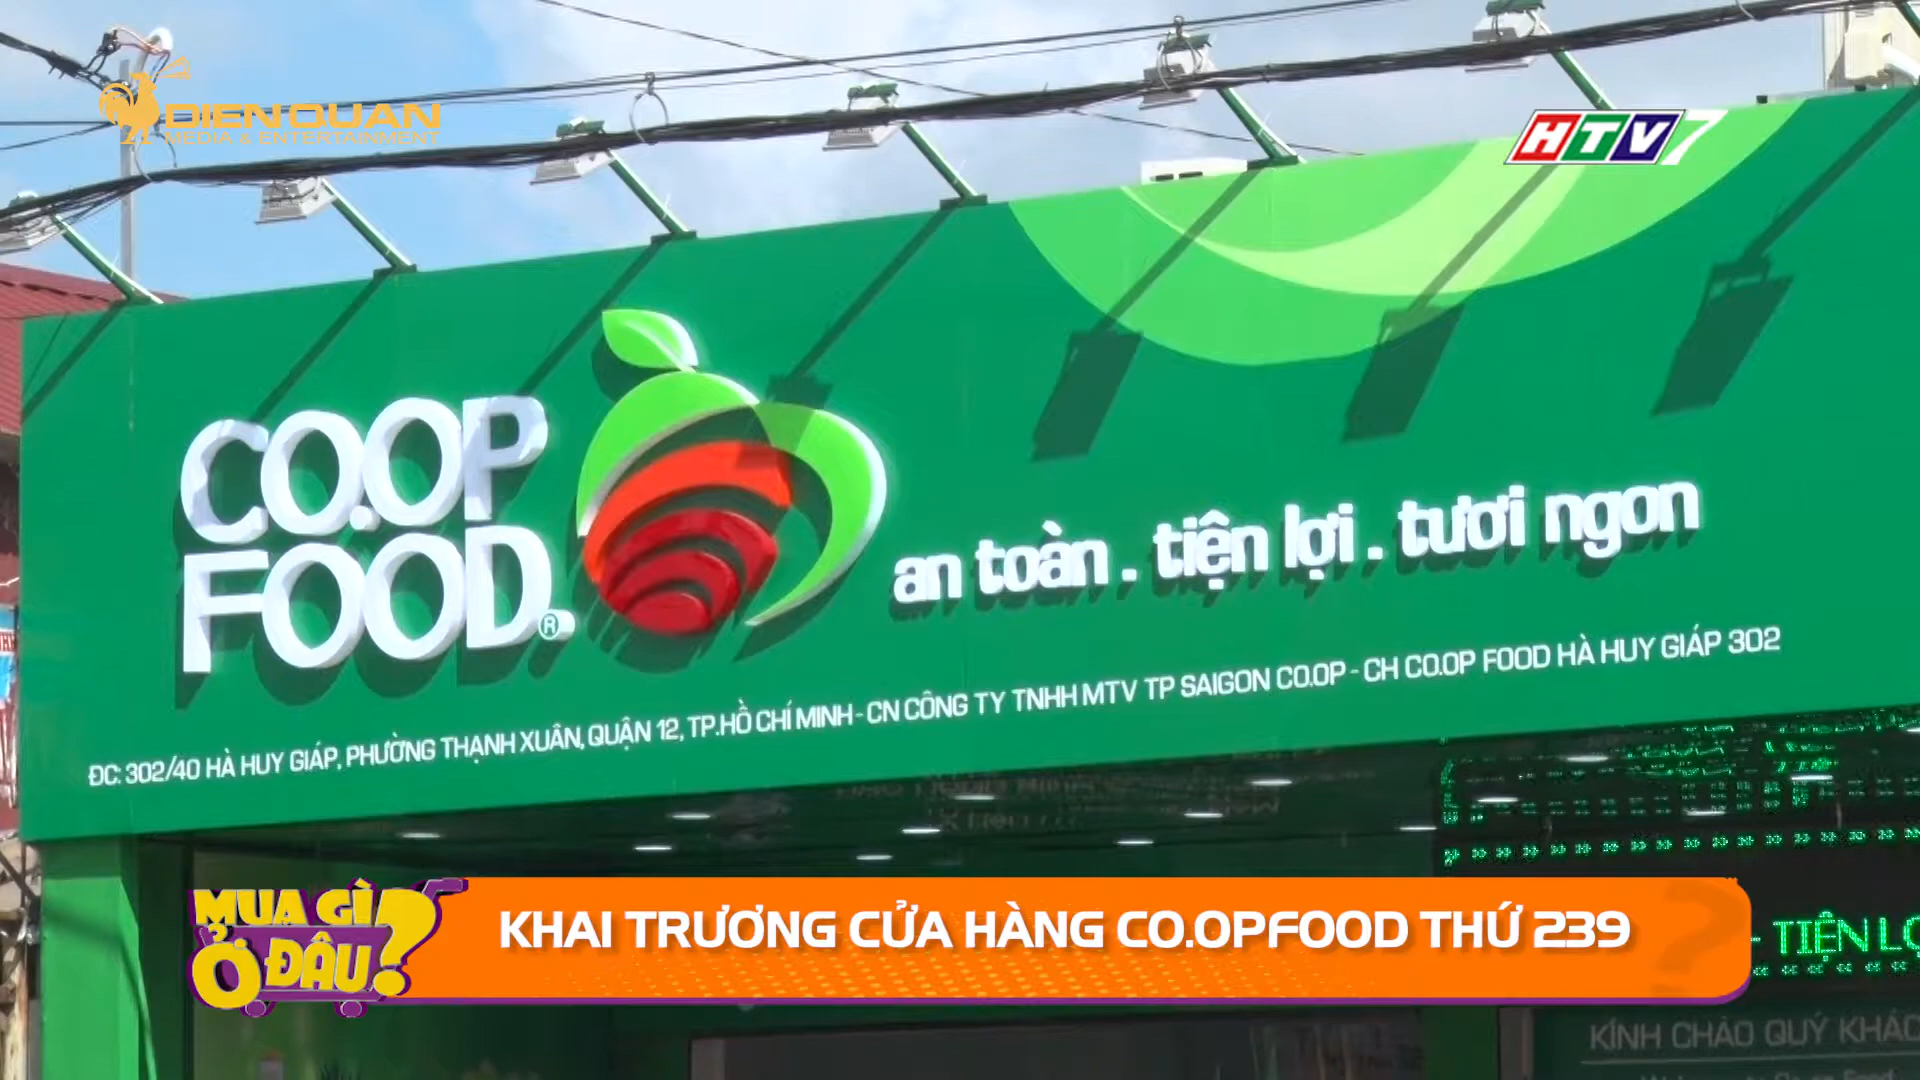 DIENQUAN
MEDIA & ENTERTAINMENT
HTV7
CO.OP
FOOD®
an toàn . tiện lợi . tươi ngon
ĐC: 302/40 HÀ HUY GIÁP, PHƯỜNG THẠNH XUÂN, QUẬN 12, TP.HỒ CHÍ MINH - CN CÔNG TY TNHH MTV TP SAIGON CO.OP - CH CO.OP FOOD HÀ HUY GIÁP 302
MUA GÌ
Ở ĐÂU?
KHAI TRƯƠNG CỬA HÀNG CO.OPFOOD THỨ 239
- TIỆN LỢ
KÍNH CHÀO QUÝ KHÁC